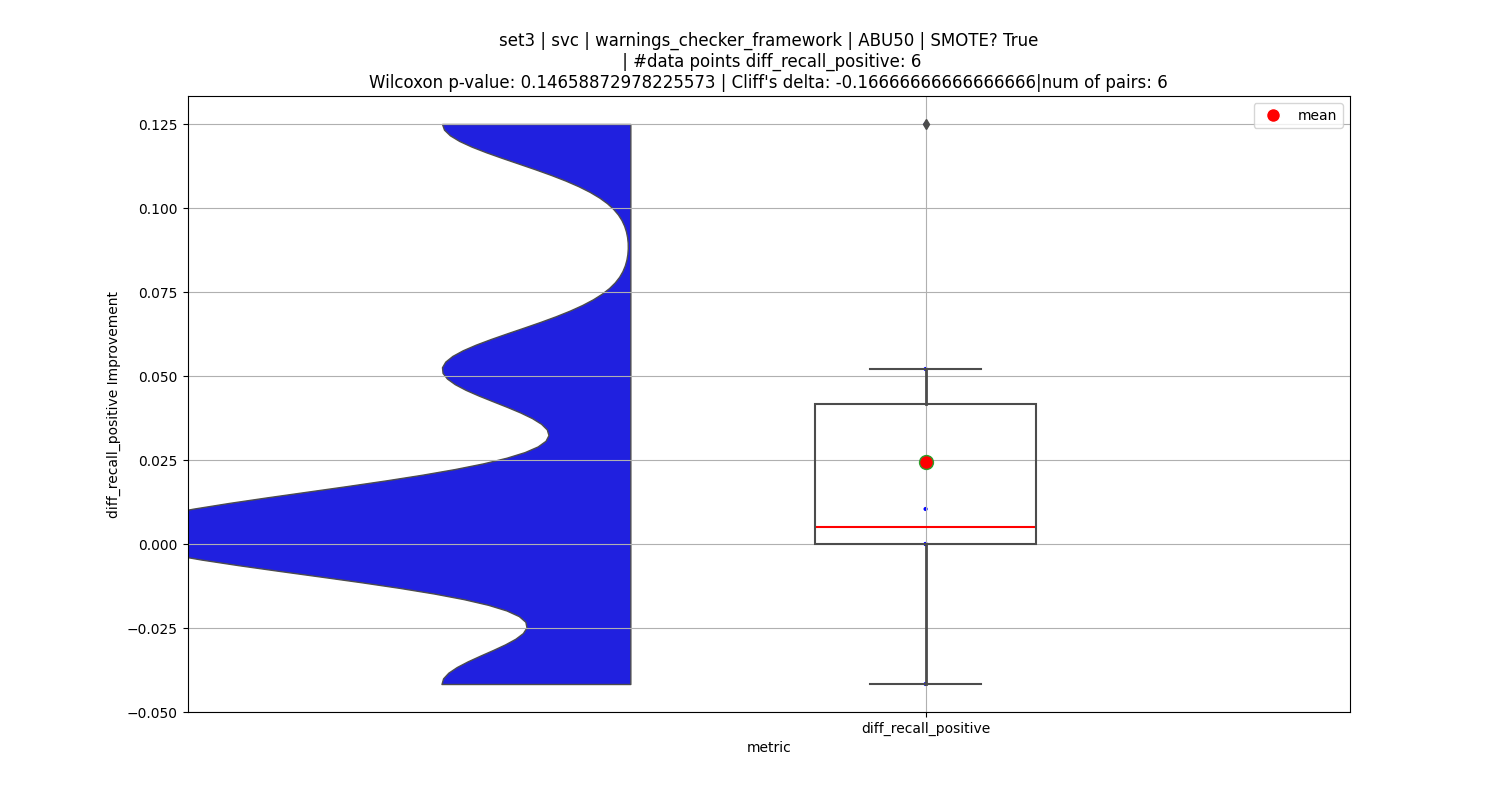 set3 | svc | warnings_checker_framework | ABU50 | SMOTE? True
| #data points diff_recall_positive: 6
Wilcoxon p-value: 0.14658872978225573 | Cliff's delta: -0.16666666666666666|num of pairs: 6
mean
0.125
0.100
0.075
0.050
0.025
0.000
−0.025
−0.050
diff_recall_positive Improvement
diff_recall_positive
metric